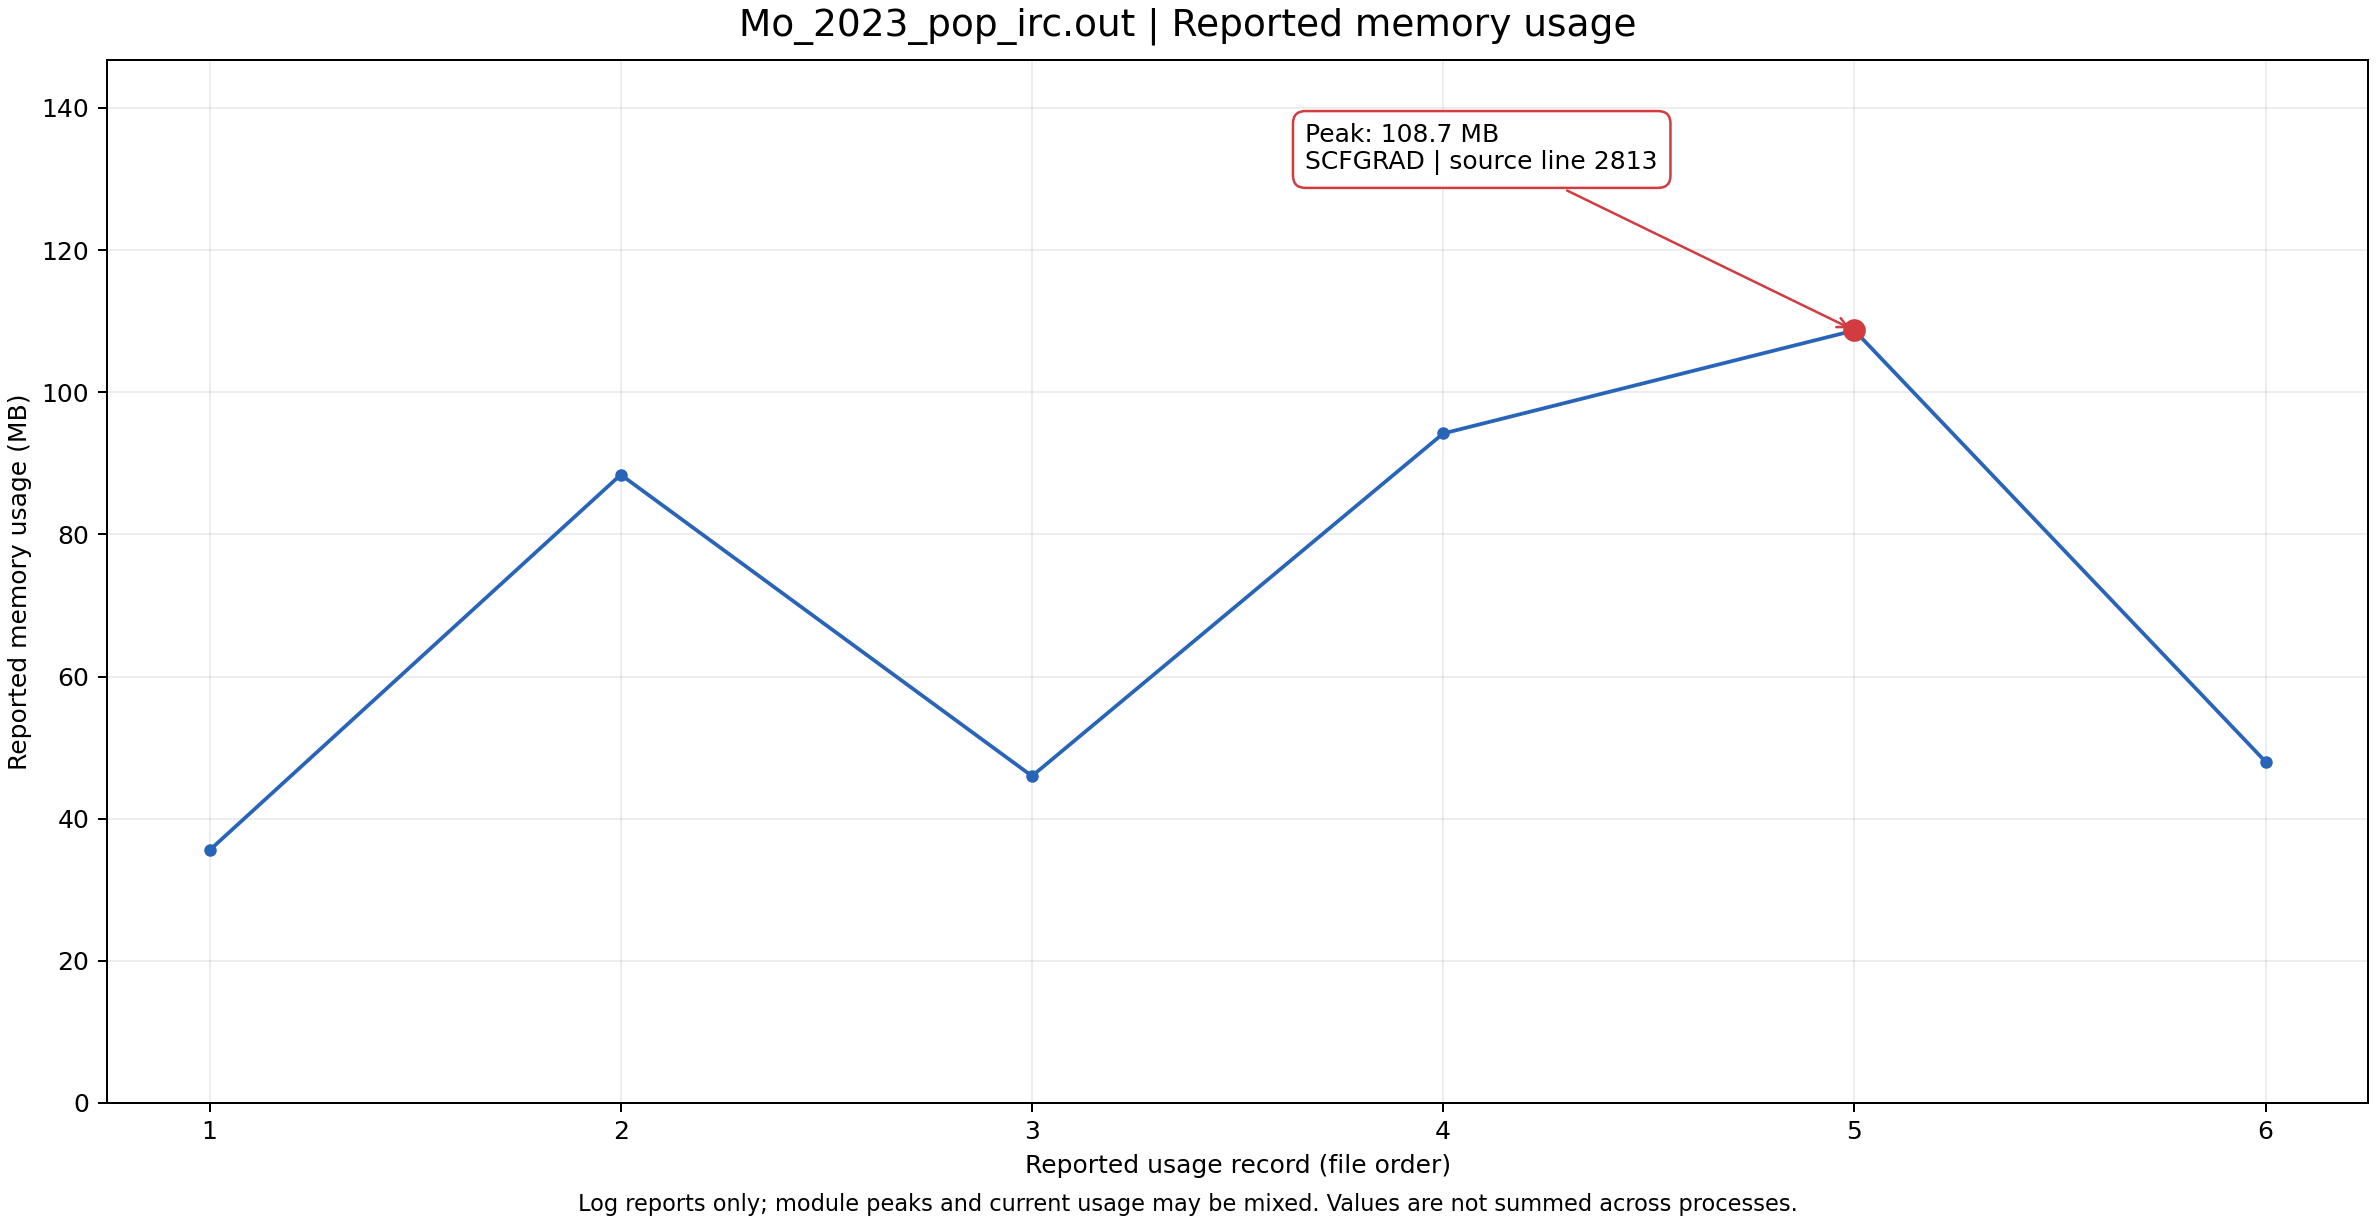 Mo_2023_pop_irc.out | Reported memory usage
Reported memory usage (MB)
140
120
100
80
60
40
20
0
Peak: 108.7 MB
SCFGRAD | source line 2813
1 2 3 4 5 6
Reported usage record (file order)
Log reports only; module peaks and current usage may be mixed. Values are not summed across processes.